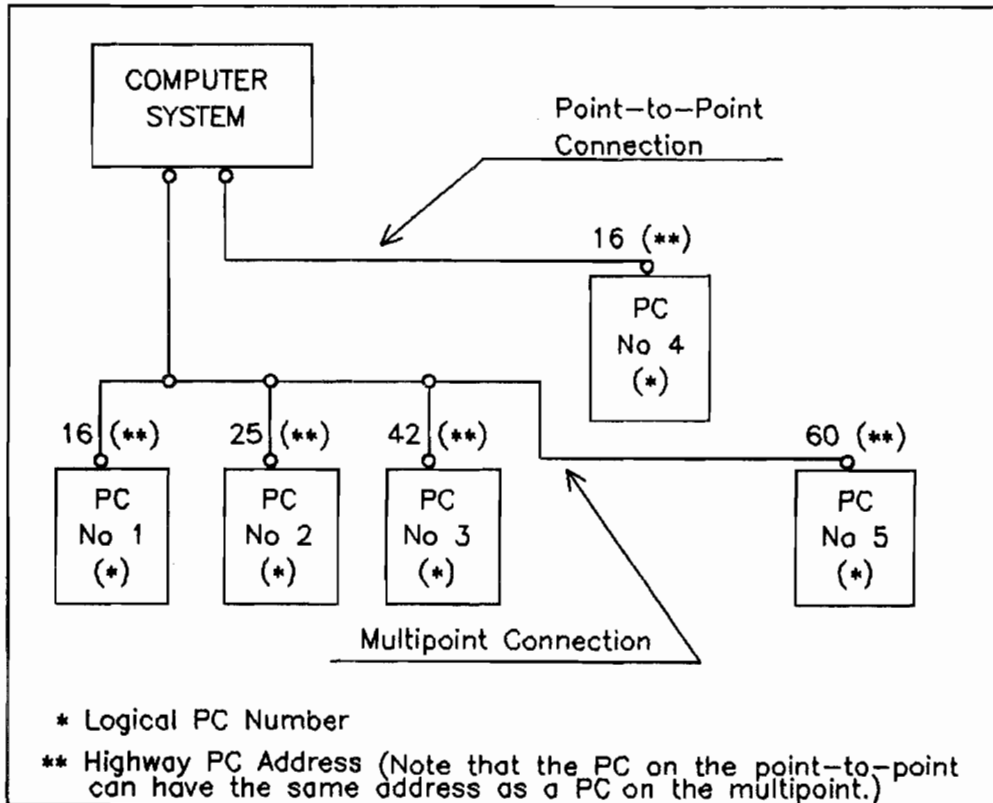 COMPUTER
SYSTEM
Point-to-Point
Connection
16 (**)
PC
No 4
(*)
16 (**)
25 (**)
42 (**)
60 (**)
PC
No 1
(*)
PC
No 2
(*)
PC
No 3
(*)
PC
No 5
(*)
Multipoint Connection
* Logical PC Number
** Highway PC Address (Note that the PC on the point-to-point
can have the same address as a PC on the multipoint.)